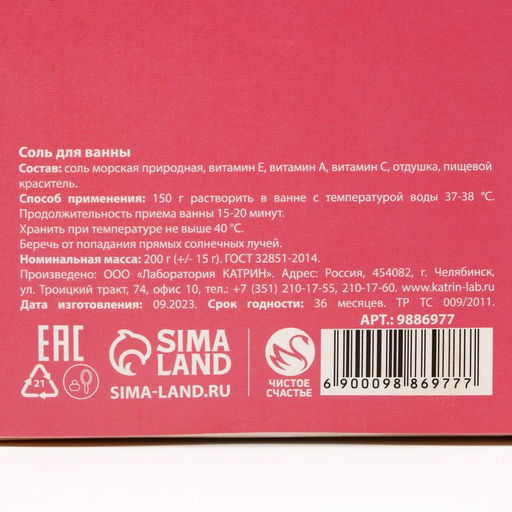 Соль для ванны
Состав: соль морская природная, витамин Е, витамин А, витамин С, отдушка, пищевой
краситель.
Способ применения: 150 г растворить в ванне с температурой воды 37-38 °С.
Продолжительность приема ванны 15-20 минут.
Хранить при температуре не выше 40 °С.
Беречь от попадания прямых солнечных лучей.
Номинальная масса: 200 г (+/- 15 г). ГОСТ 32851-2014.
Произведено: ООО «Лаборатория КАТРИН». Адрес: Россия, 454082, г. Челябинск,
ул. Троицкий тракт, 74, офис 10, тел.: +7 (351) 210-17-55, 210-17-60. www.katrin-lab.ru
Дата изготовления: 09.2023. Срок годности: 36 месяцев. ТР ТС 009/2011.
АРТ.: 9886977
EAC
21
SIMA
LAND
SIMA-LAND.RU
ЧИСТОЕ
СЧАСТЬЕ
6 900098 869777